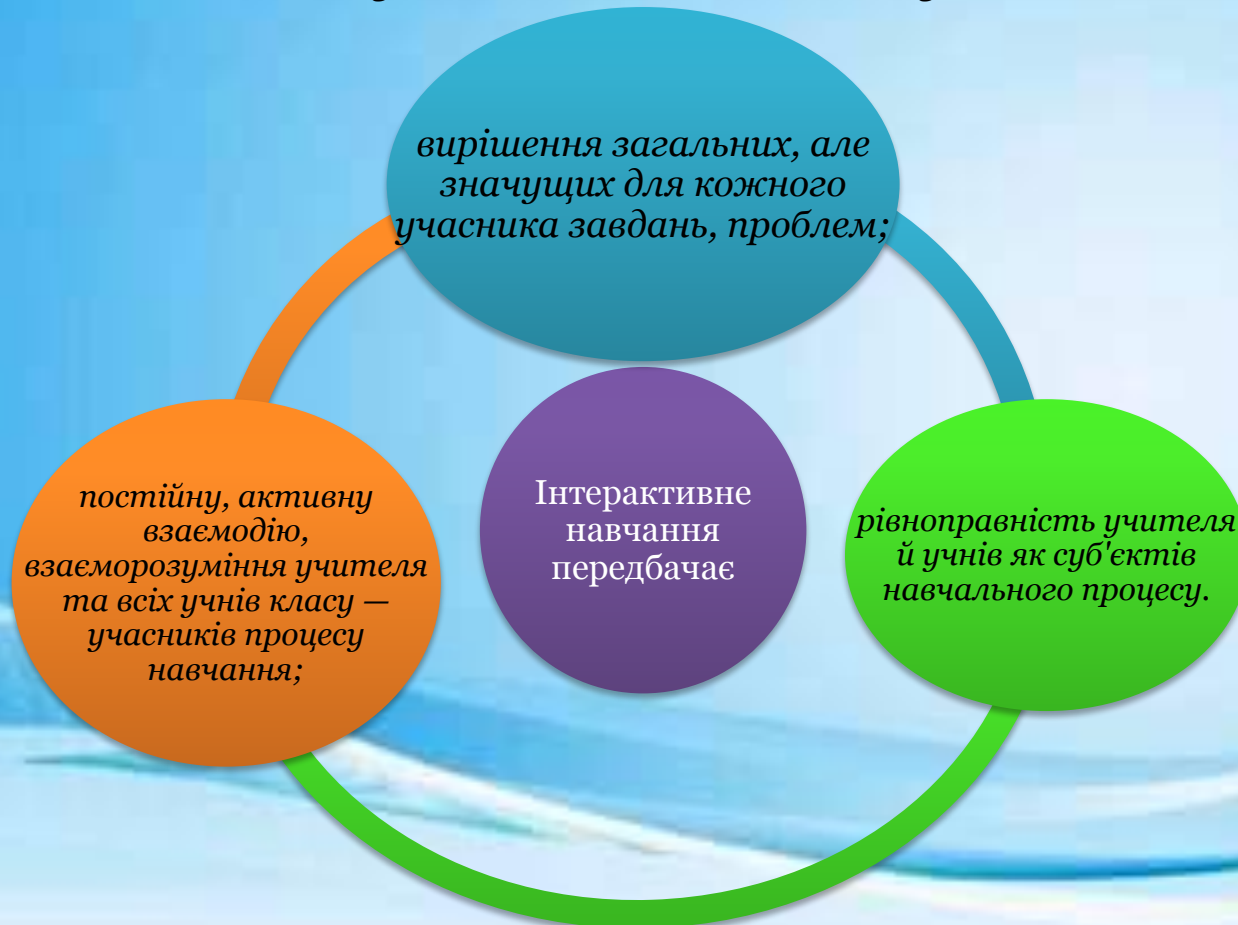 вирішення загальних, але
значущих для кожного
учасника завдань, проблем;
Інтерактивне
навчання
передбачає
рівноправність учителя
й учнів як суб'єктів
навчального процесу.
постійну, активну
взаємодію,
взаєморозуміння учителя
та всіх учнів класу —
учасників процесу
навчання;